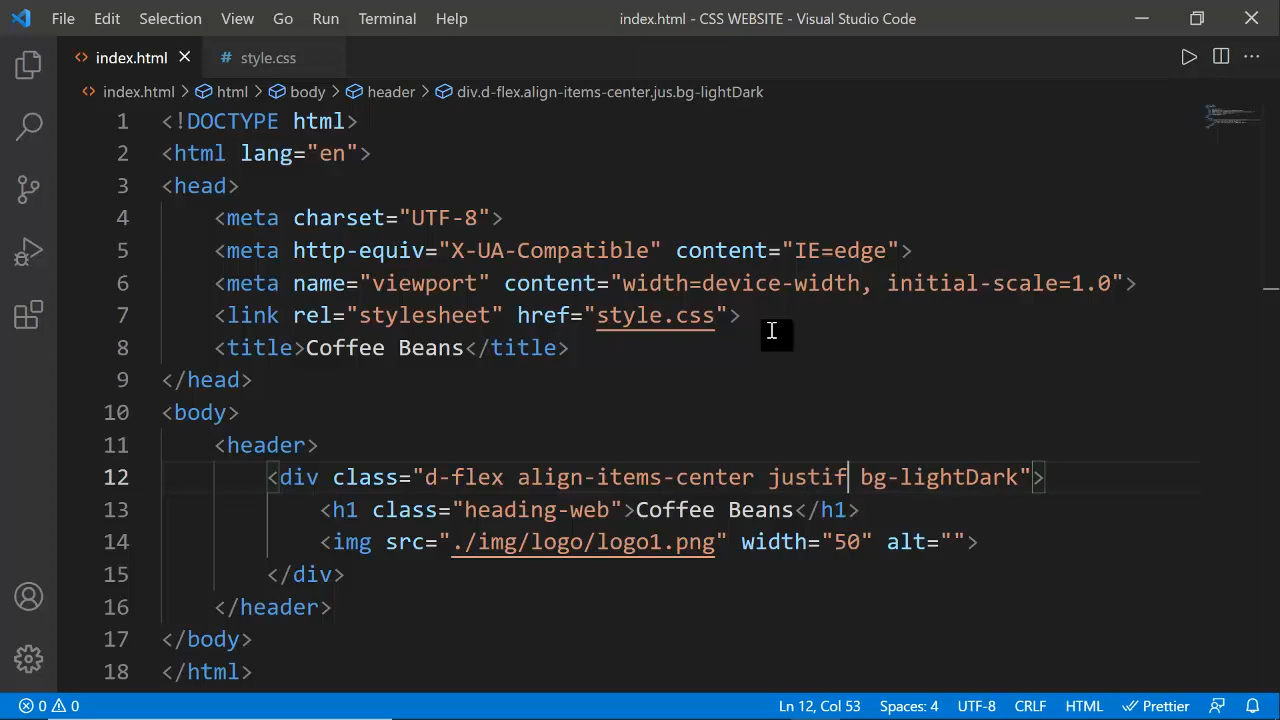 File Edit Selection View Go Run Terminal Help index.html - CSS WEBSITE - Visual Studio Code
<> index.html # style.css
<> index.html > html > body > header > div.d-flex.align-items-center.jus.bg-lightDark
1 <!DOCTYPE html>
2 <html lang="en">
3 <head>
4     <meta charset="UTF-8">
5     <meta http-equiv="X-UA-Compatible" content="IE=edge">
6     <meta name="viewport" content="width=device-width, initial-scale=1.0">
7     <link rel="stylesheet" href="style.css">
8     <title>Coffee Beans</title>
9 </head>
10 <body>
11     <header>
12         <div class="d-flex align-items-center justif bg-lightDark">
13             <h1 class="heading-web">Coffee Beans</h1>
14             <img src="./img/logo/logo1.png" width="50" alt="">
15         </div>
16     </header>
17 </body>
18 </html>
0 0 Ln 12, Col 53 Spaces: 4 UTF-8 CRLF HTML Prettier